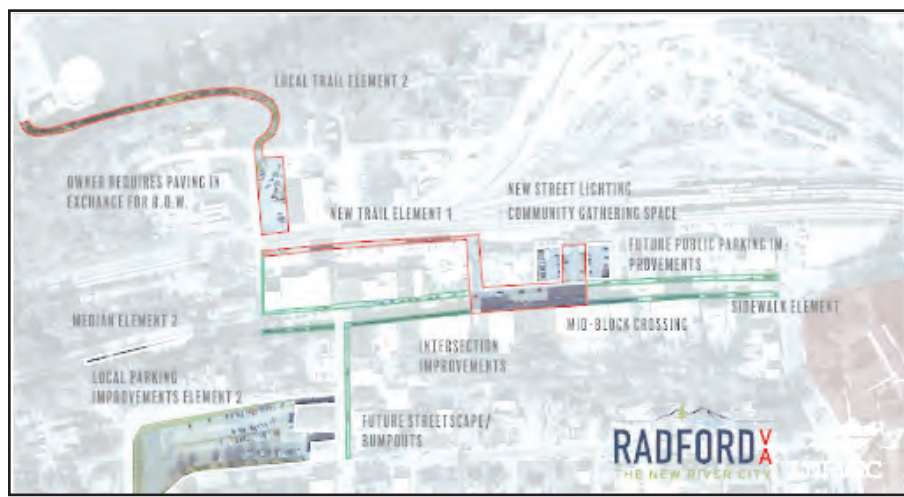 LOCAL TRAIL ELEMENT 2
OWNER REQUIRES PAVING IN
EXCHANGE FOR R.O.W.
NEW TRAIL ELEMENT 1
NEW STREET LIGHTING
COMMUNITY GATHERING SPACE
FUTURE PUBLIC PARKING IM-
PROVEMENTS
MEDIAN ELEMENT 2
SIDEWALK ELEMENT
MID-BLOCK CROSSING
INTERSECTION
IMPROVEMENTS
LOCAL PARKING
IMPROVEMENTS ELEMENT 2
FUTURE STREETSCAPE/
BUMPOUTS
RADFORD VA
THE NEW RIVER CITY